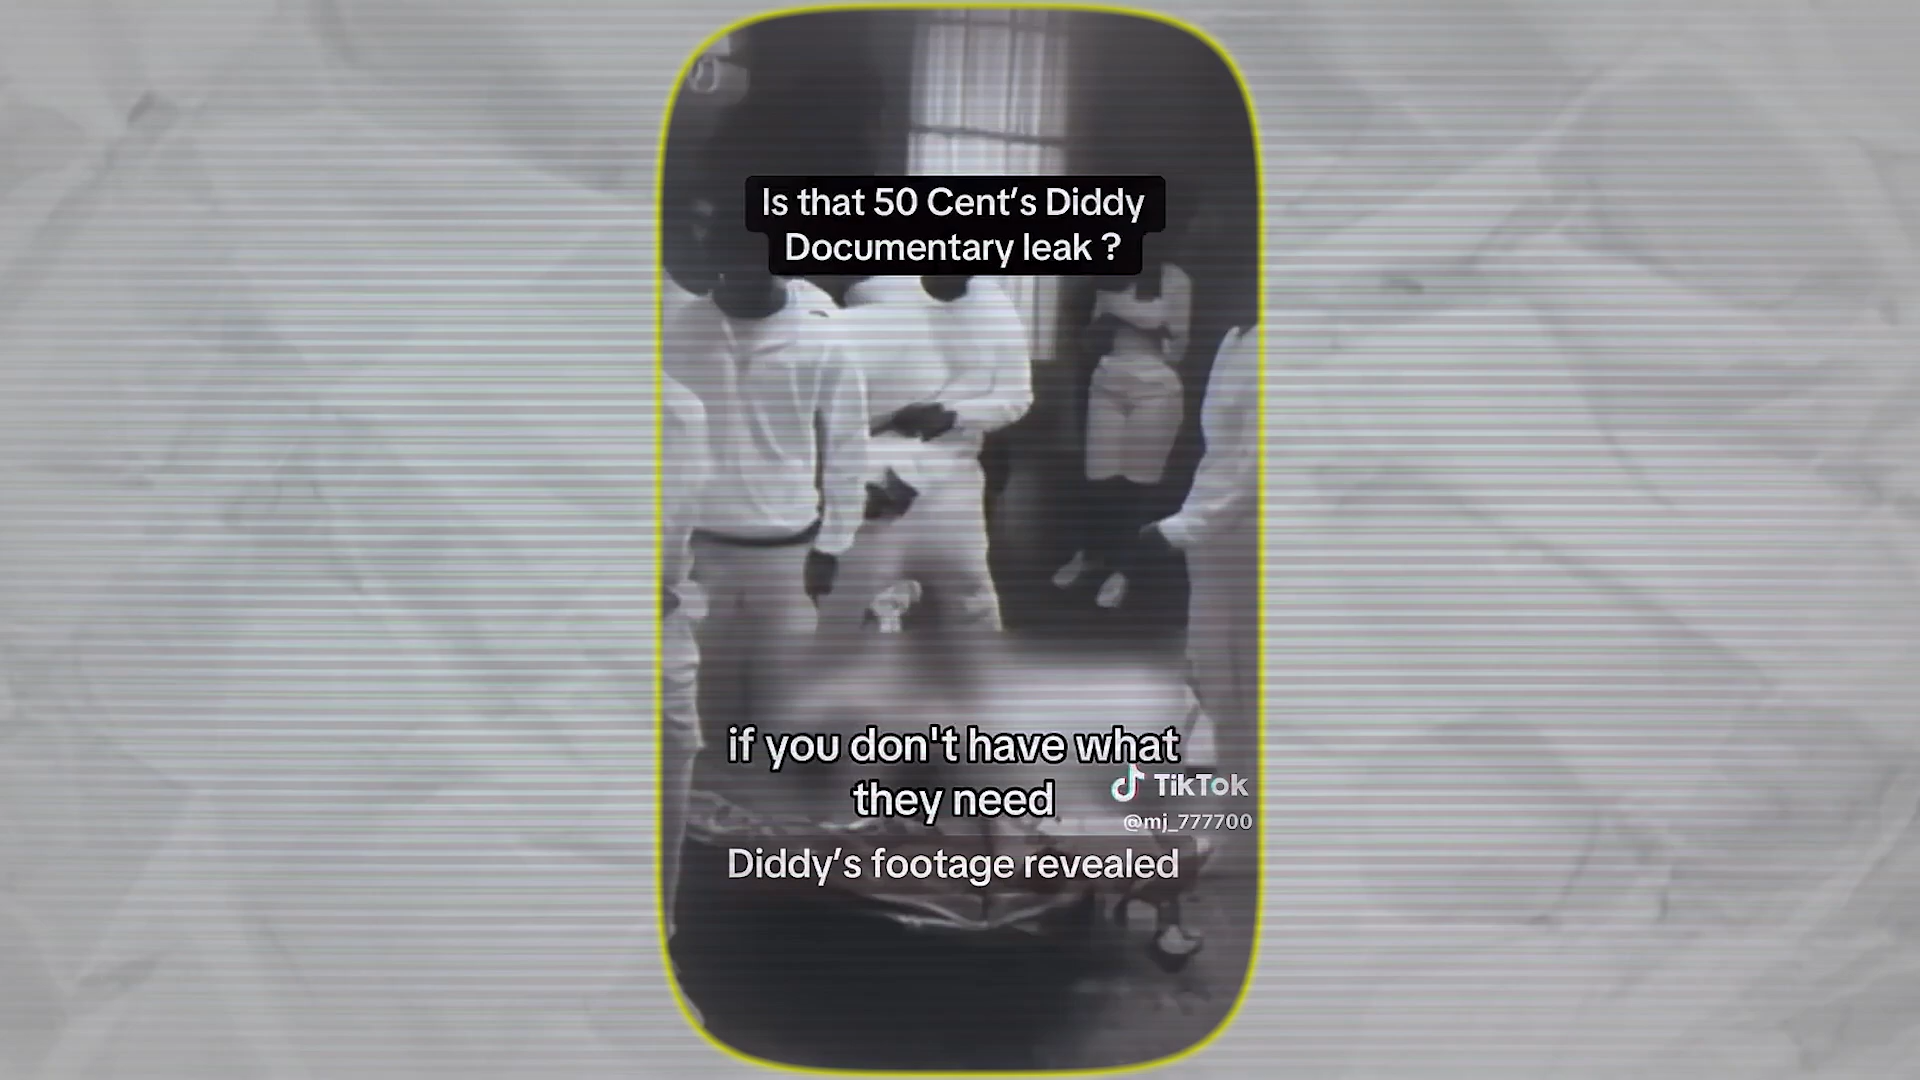 Is that 50 Cent’s Diddy
Documentary leak ?
if you don't have what
they need
TikTok
@mj_777700
Diddy’s footage revealed